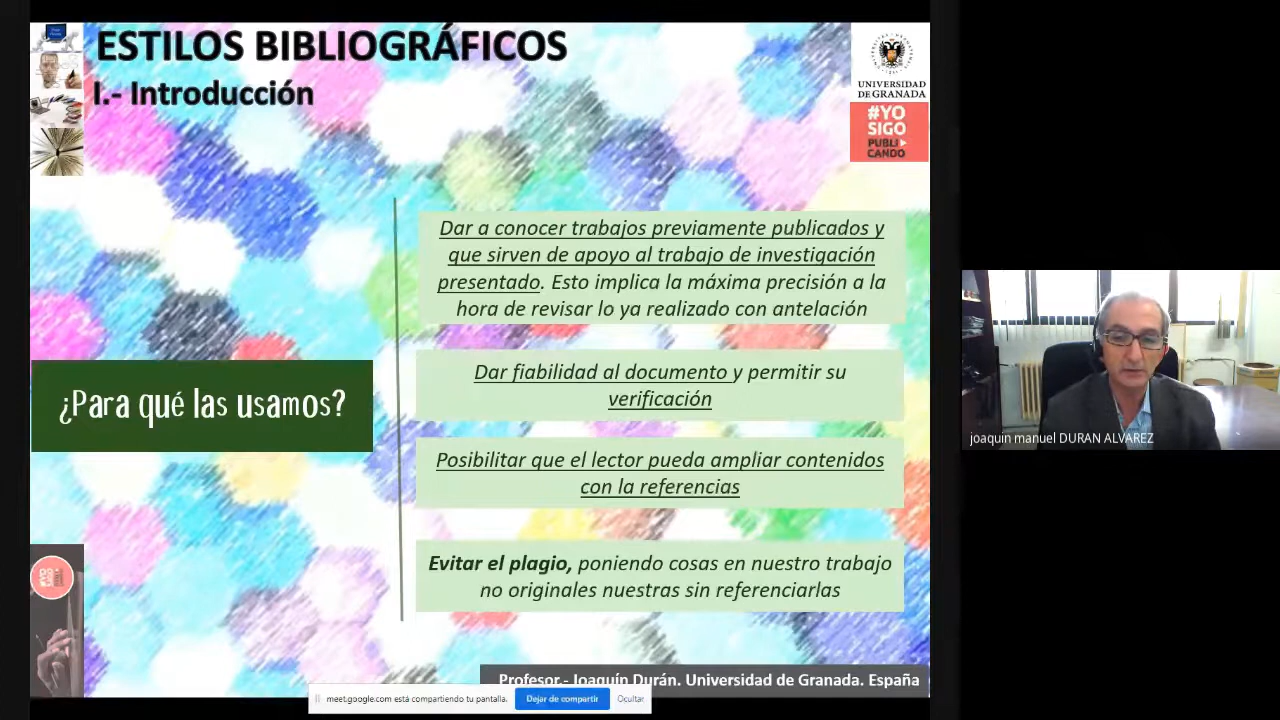 ESTILOS BIBLIOGRÁFICOS
I.- Introducción
UNIVERSIDAD
DE GRANADA
#YO
SIGO
PUBLI
CANDO
¿Para qué las usamos?
Dar a conocer trabajos previamente publicados y
que sirven de apoyo al trabajo de investigación
presentado. Esto implica la máxima precisión a la
hora de revisar lo ya realizado con antelación
Dar fiabilidad al documento y permitir su
verificación
Posibilitar que el lector pueda ampliar contenidos
con la referencias
Evitar el plagio, poniendo cosas en nuestro trabajo
no originales nuestras sin referenciarlas
Profesor.- Joaquín Durán. Universidad de Granada. España
meet.google.com está compartiendo tu pantalla.
Dejar de compartir
Ocultar
joaquin manuel DURAN ALVAREZ
#YO
SIGO